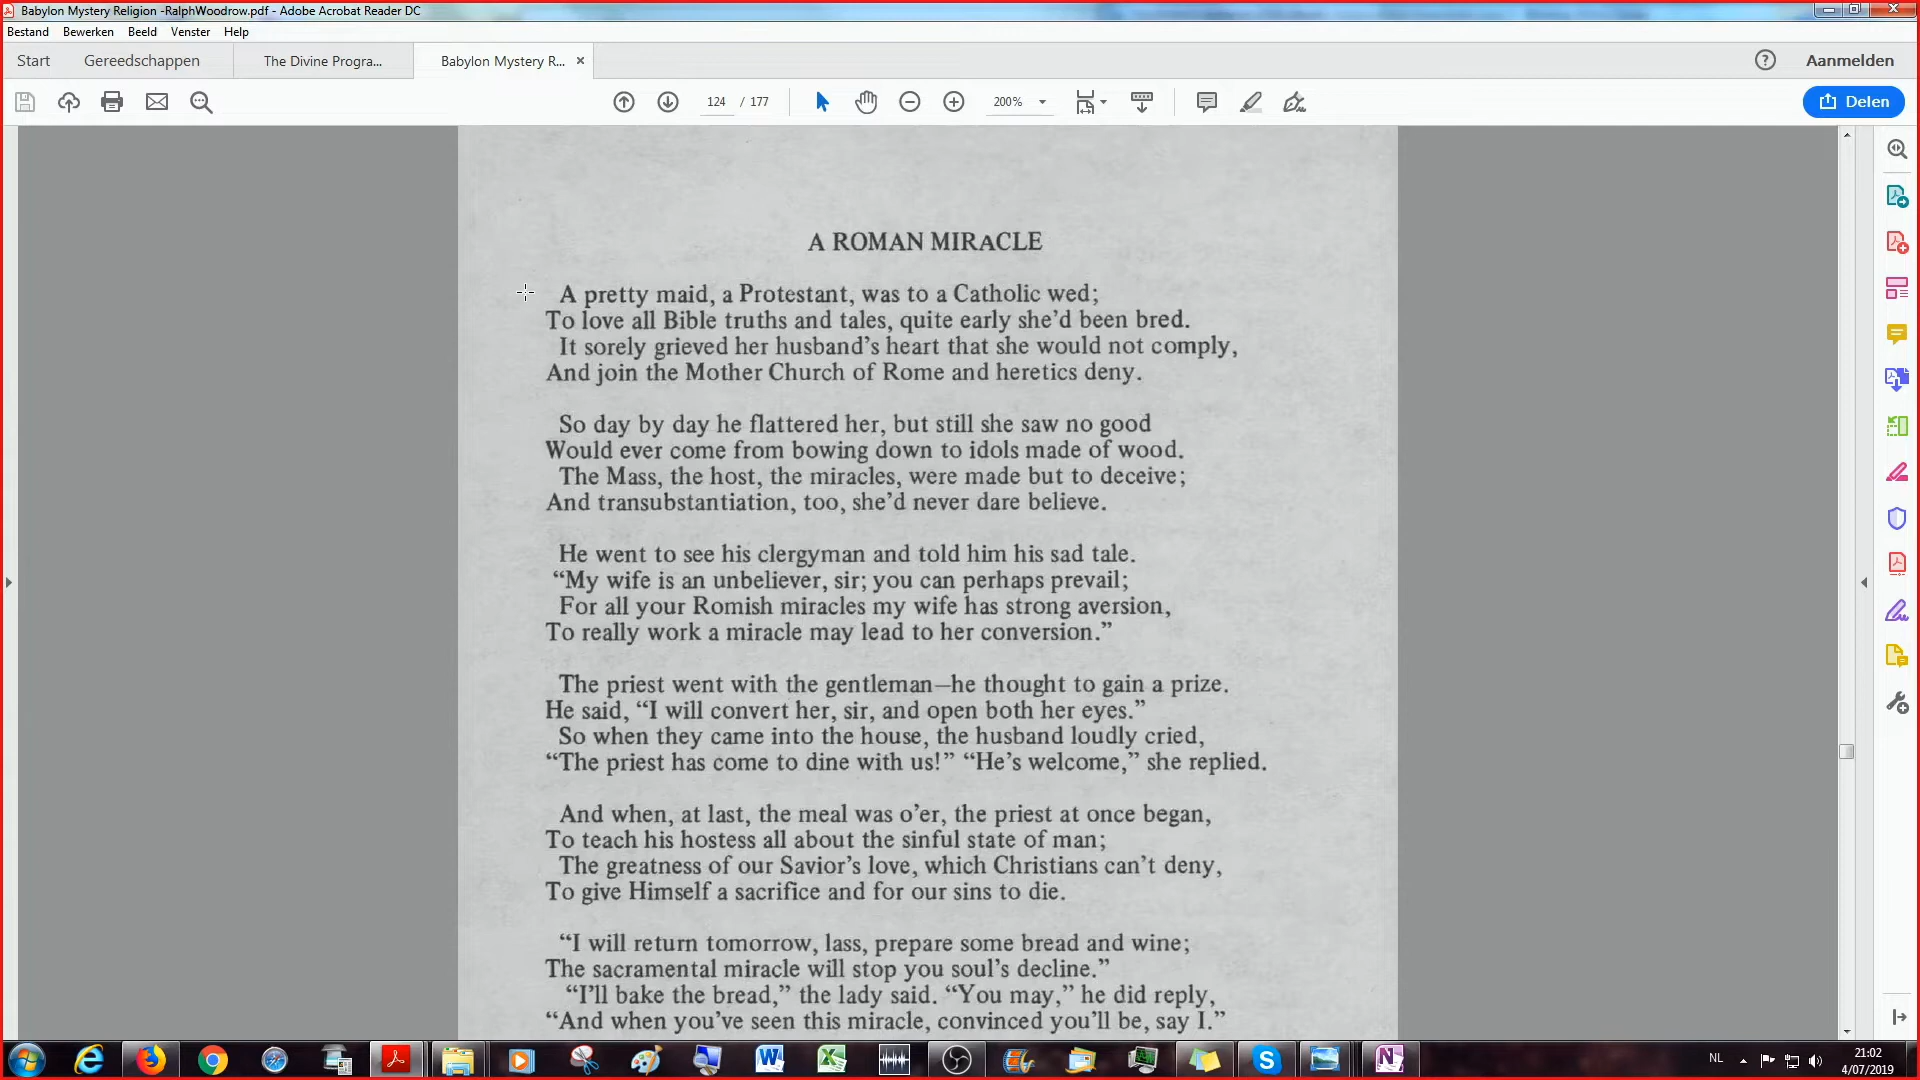 Babylon Mystery Religion -RalphWoodrow.pdf - Adobe Acrobat Reader DC
Bestand Bewerken Beeld Venster Help
Start Gereedschappen The Divine Progra... Babylon Mystery R... Aanmelden
124 / 177 200% Delen
A ROMAN MIRACLE
A pretty maid, a Protestant, was to a Catholic wed;
To love all Bible truths and tales, quite early she’d been bred.
It sorely grieved her husband’s heart that she would not comply,
And join the Mother Church of Rome and heretics deny.
So day by day he flattered her, but still she saw no good
Would ever come from bowing down to idols made of wood.
The Mass, the host, the miracles, were made but to deceive;
And transubstantiation, too, she’d never dare believe.
He went to see his clergyman and told him his sad tale.
“My wife is an unbeliever, sir; you can perhaps prevail;
For all your Romish miracles my wife has strong aversion,
To really work a miracle may lead to her conversion.”
The priest went with the gentleman—he thought to gain a prize.
He said, “I will convert her, sir, and open both her eyes.”
So when they came into the house, the husband loudly cried,
“The priest has come to dine with us!” “He’s welcome,” she replied.
And when, at last, the meal was o’er, the priest at once began,
To teach his hostess all about the sinful state of man;
The greatness of our Savior’s love, which Christians can’t deny,
To give Himself a sacrifice and for our sins to die.
“I will return tomorrow, lass, prepare some bread and wine;
The sacramental miracle will stop you soul’s decline.”
“I’ll bake the bread,” the lady said. “You may,” he did reply,
“And when you’ve seen this miracle, convinced you’ll be, say I.”
NL 21:02
4/07/2019